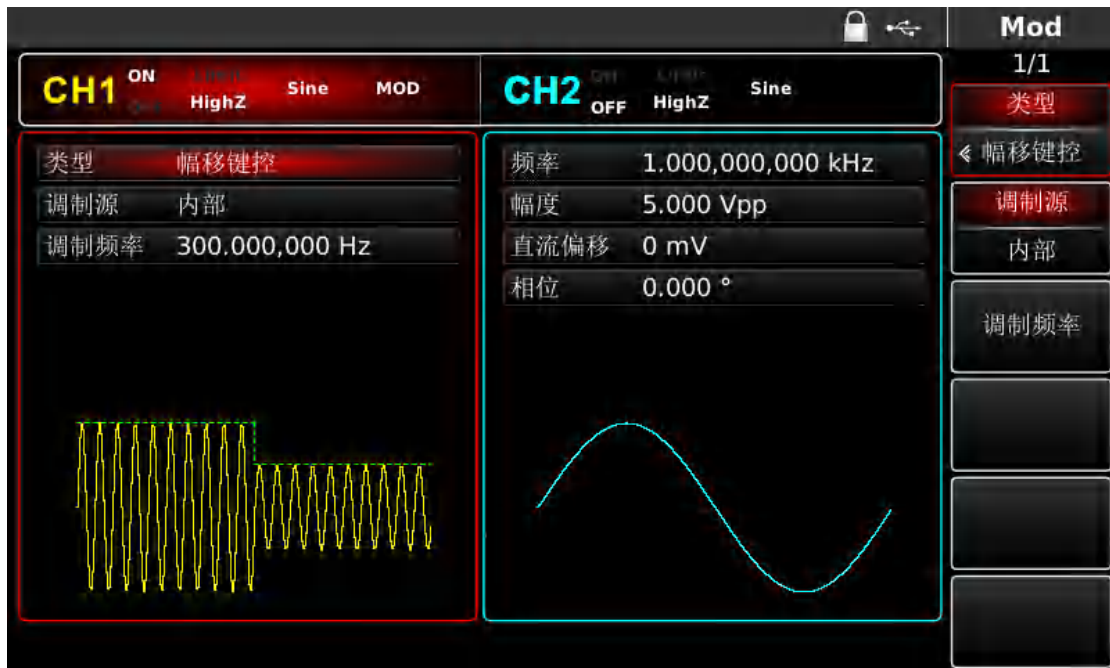 Mod
1/1
CH1 ON HighZ Sine MOD
CH2 OFF HighZ Sine
类型
幅移键控
调制源
内部
调制频率
类型 幅移键控
调制源 内部
调制频率 300.000,000 Hz
频率 1.000,000,000 kHz
幅度 5.000 Vpp
直流偏移 0 mV
相位 0.000 °